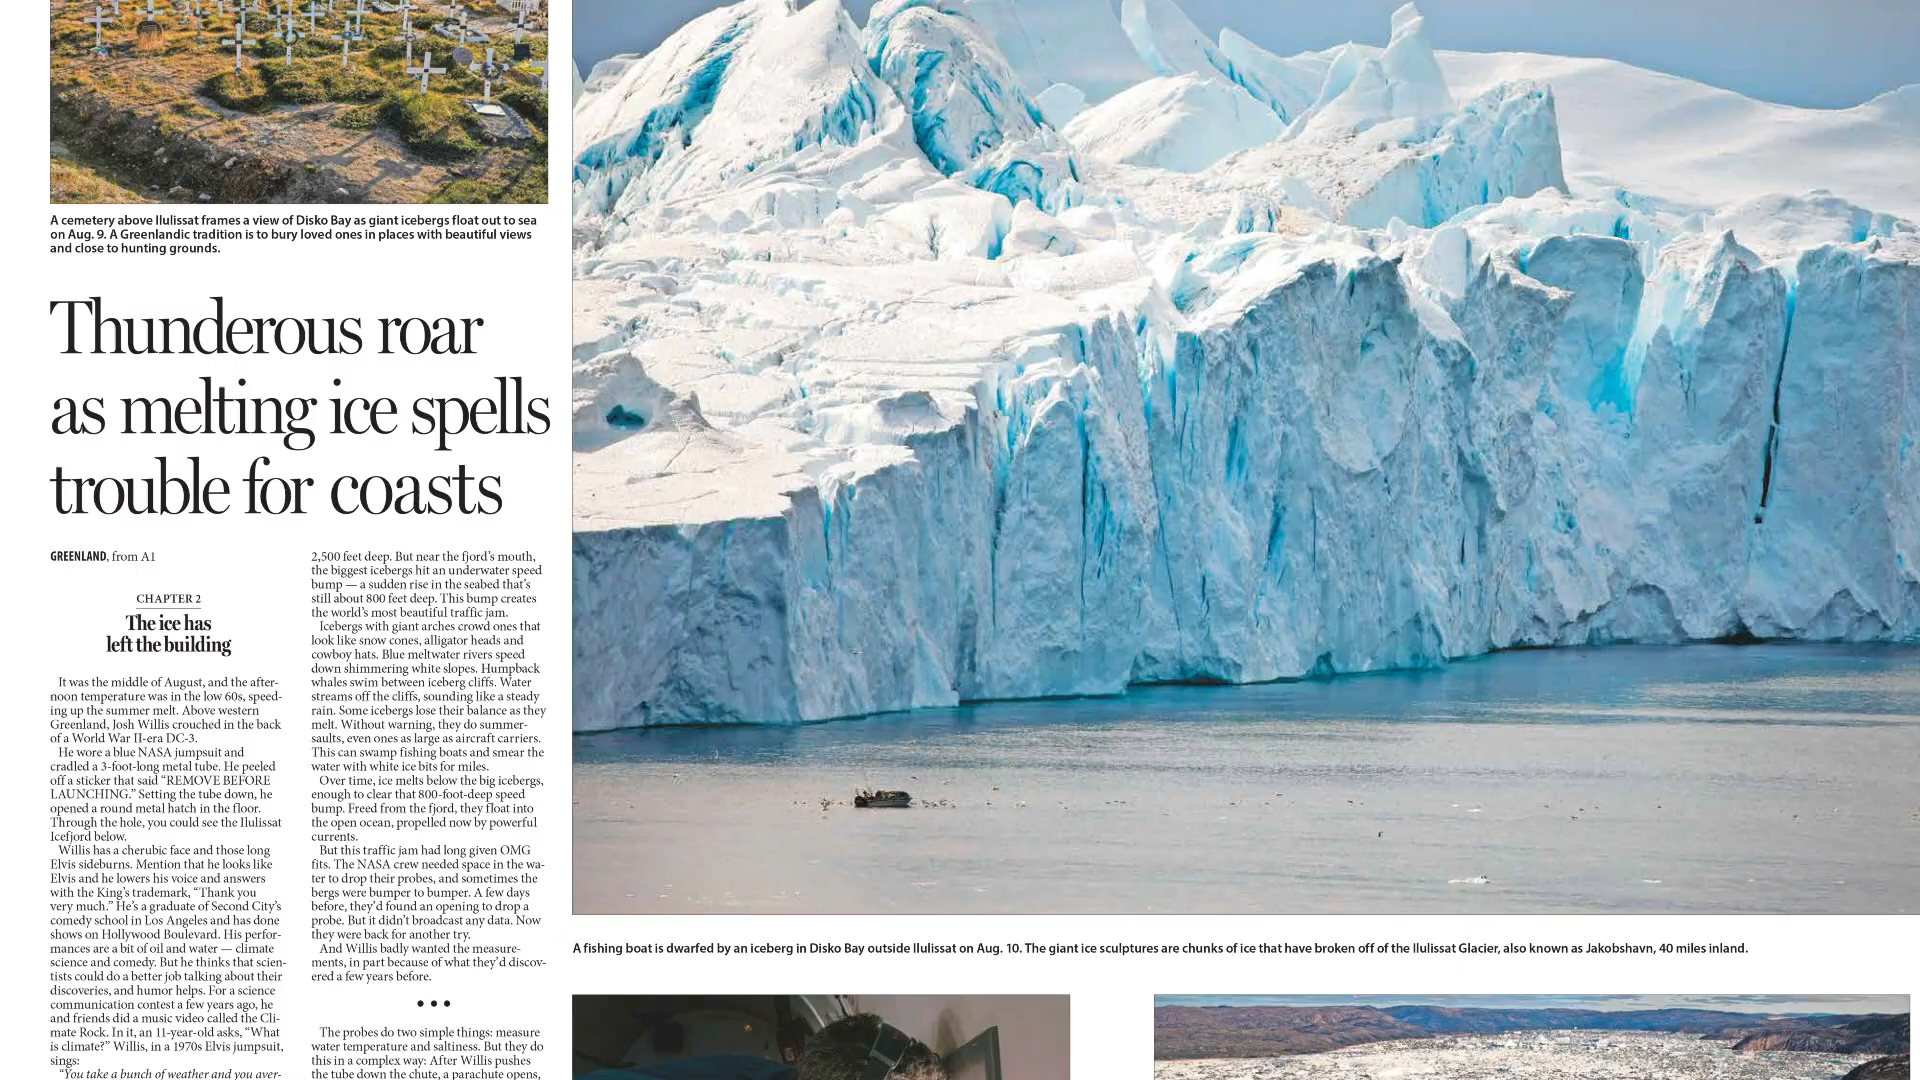 A cemetery above Ilulissat frames a view of Disko Bay as giant icebergs float out to sea
on Aug. 9. A Greenlandic tradition is to bury loved ones in places with beautiful views
and close to hunting grounds.
Thunderous roar
as melting ice spells
trouble for coasts
GREENLAND, from A1
CHAPTER 2
The ice has
left the building
It was the middle of August, and the after-
noon temperature was in the low 60s, speed-
ing up the summer melt. Above western
Greenland, Josh Willis crouched in the back
of a World War II-era DC-3.
He wore a blue NASA jumpsuit and
cradled a 3-foot-long metal tube. He peeled
off a sticker that said “REMOVE BEFORE
LAUNCHING.” Setting the tube down, he
opened a round metal hatch in the floor.
Through the hole, you could see the Ilulissat
Icefjord below.
Willis has a cherubic face and those long
Elvis sideburns. Mention that he looks like
Elvis and he lowers his voice and answers
with the King’s trademark, “Thank you
very much.” He’s a graduate of Second City’s
comedy school in Los Angeles and has done
shows on Hollywood Boulevard. His perfor-
mances are a bit of oil and water — climate
science and comedy. But he thinks that scien-
tists could do a better job talking about their
discoveries, and humor helps. For a science
communication contest a few years ago, he
and friends did a music video called the Cli-
mate Rock. In it, an 11-year-old asks, “What
is climate?” Willis, in a 1970s Elvis jumpsuit,
sings:
“You take a bunch of weather and you aver-
2,500 feet deep. But near the fjord’s mouth,
the biggest icebergs hit an underwater speed
bump — a sudden rise in the seabed that’s
still about 800 feet deep. This bump creates
the world’s most beautiful traffic jam.
Icebergs with giant arches crowd ones that
look like snow cones, alligator heads and
cowboy hats. Blue meltwater rivers speed
down shimmering white slopes. Humpback
whales swim between iceberg cliffs. Water
streams off the cliffs, sounding like a steady
rain. Some icebergs lose their balance as they
melt. Without warning, they do summer-
saults, even ones as large as aircraft carriers.
This can swamp fishing boats and smear the
water with white ice bits for miles.
Over time, ice melts below the big icebergs,
enough to clear that 800-foot-deep speed
bump. Freed from the fjord, they float into
the open ocean, propelled now by powerful
currents.
But this traffic jam had long given OMG
fits. The NASA crew needed space in the wa-
ter to drop their probes, and sometimes the
bergs were bumper to bumper. A few days
before, they’d found an opening to drop a
probe. But it didn’t broadcast any data. Now
they were back for another try.
And Willis badly wanted the measure-
ments, in part because of what they’d discov-
ered a few years before.
• • •
The probes do two simple things: measure
water temperature and saltiness. But they do
this in a complex way: After Willis pushes
the tube down the chute, a parachute opens,
A fishing boat is dwarfed by an iceberg in Disko Bay outside Ilulissat on Aug. 10. The giant ice sculptures are chunks of ice that have broken off of the Ilulissat Glacier, also known as Jakobshavn, 40 miles inland.